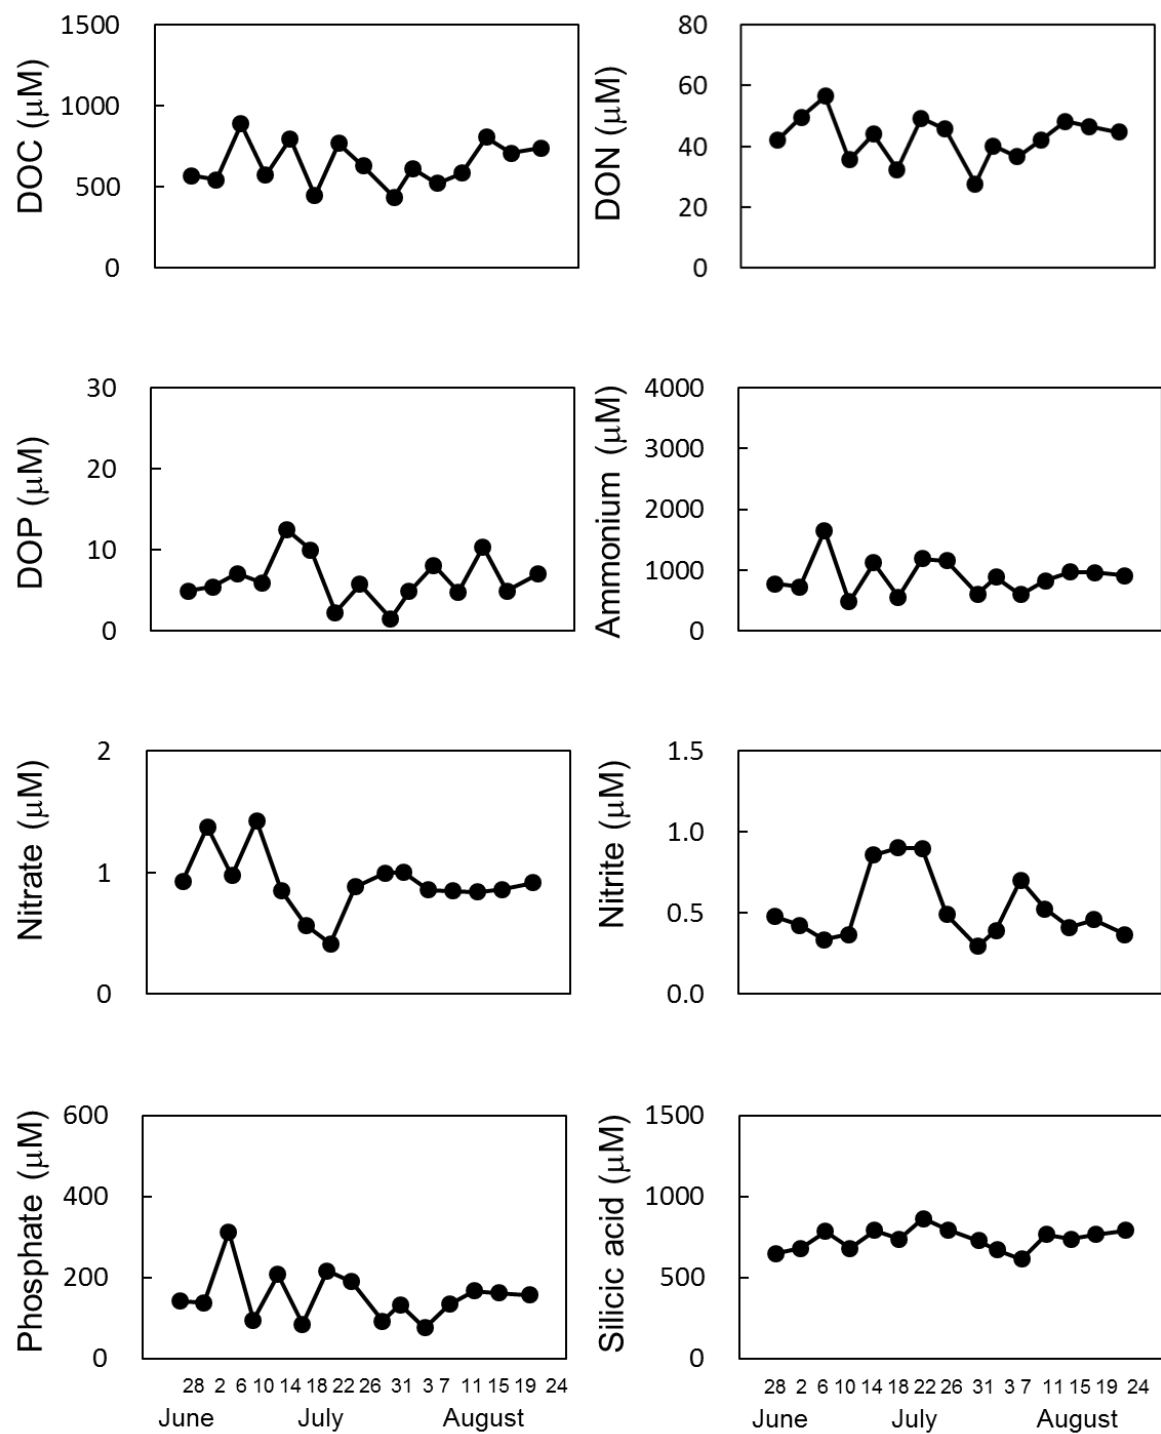 DOC (μM)
1500
1000
500
0
DON (μM)
80
60
40
20
0
DOP (μM)
30
20
10
0
Ammonium (μM)
4000
3000
2000
1000
0
Nitrate (μM)
2
1
0
Nitrite (μM)
1.5
1.0
0.5
0.0
Phosphate (μM)
600
400
200
0
28 2 6 10 14 18 22 26 31 3 7 11 15 19 24
June July August
Silicic acid (μM)
1500
1000
500
0
28 2 6 10 14 18 22 26 31 3 7 11 15 19 24
June July August